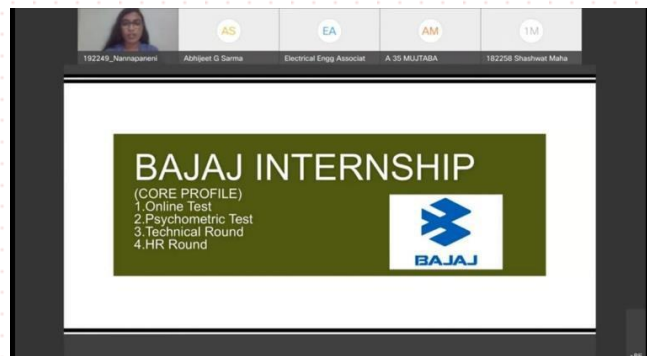 AS
EA
AM
1M
192249_Nannapaneni
Abhijeet G Sarma
Electrical Engg Associat
A 35 MUJTABA
182258 Shashwat Maha
BAJAJ INTERNSHIP
(CORE PROFILE)
1.Online Test
2.Psychometric Test
3.Technical Round
4.HR Round
BAJAJ